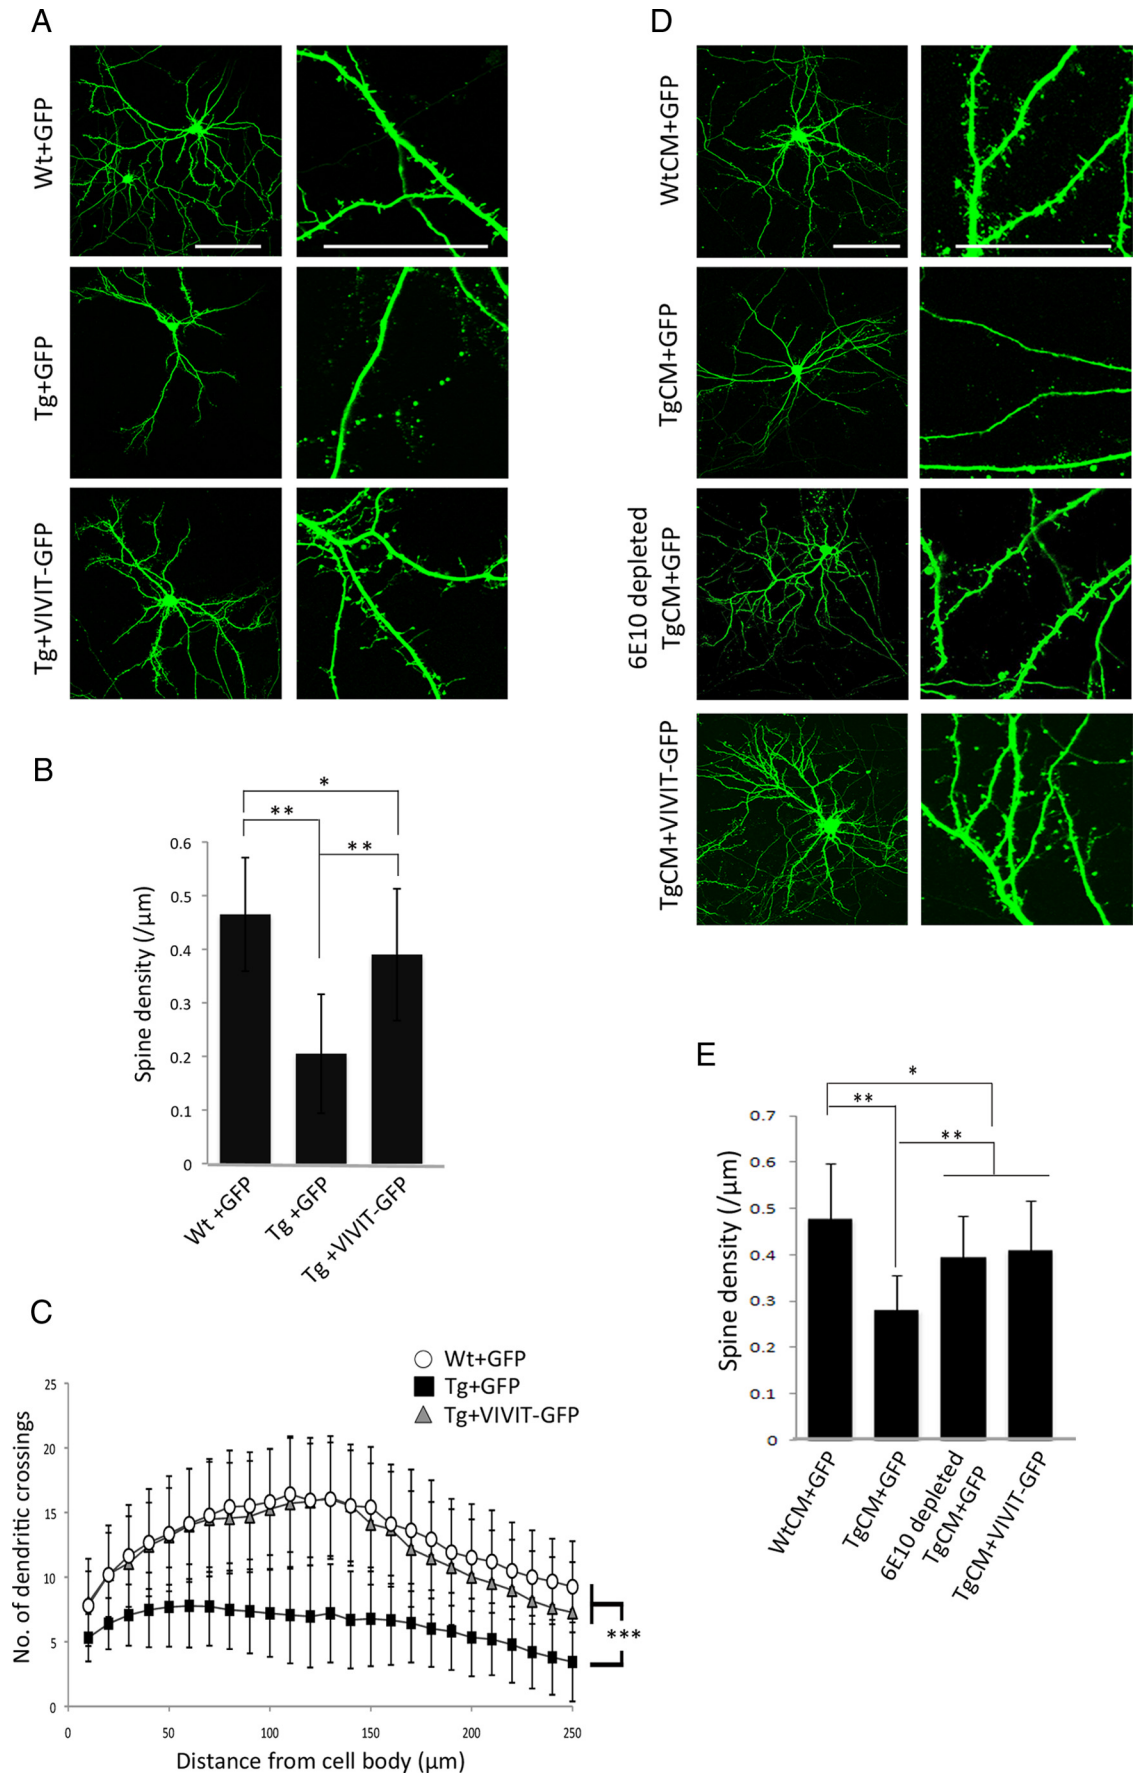 A
Wt+GFP
Tg+GFP
Tg+VIVIT-GFP
B
*
**
**
0.6
0.5
0.4
0.3
0.2
0.1
0
Spine density (/µm)
Wt +GFP
Tg +GFP
Tg +VIVIT-GFP
C
Wt+GFP
Tg+GFP
Tg+VIVIT-GFP
25
20
15
10
5
0
No. of dendritic crossings
0 50 100 150 200 250
Distance from cell body (µm)
***
D
WtCM+GFP
TgCM+GFP
6E10 depleted
TgCM+GFP
TgCM+VIVIT-GFP
E
*
**
**
0.7
0.6
0.5
0.4
0.3
0.2
0.1
0
Spine density (/µm)
WtCM+GFP
TgCM+GFP
6E10 depleted
TgCM+GFP
TgCM+VIVIT-GFP